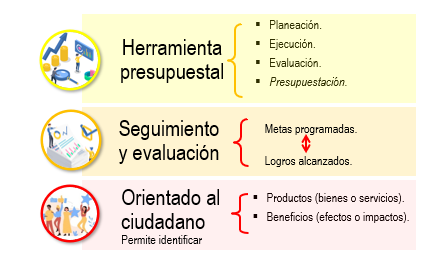 Herramienta
presupuestal
Planeación.
Ejecución.
Evaluación.
Presupuestación.
Seguimiento
y evaluación
Metas programadas.
Logros alcanzados.
Orientado al
ciudadano
Permite identificar
Productos (bienes o servicios).
Beneficios (efectos o impactos).